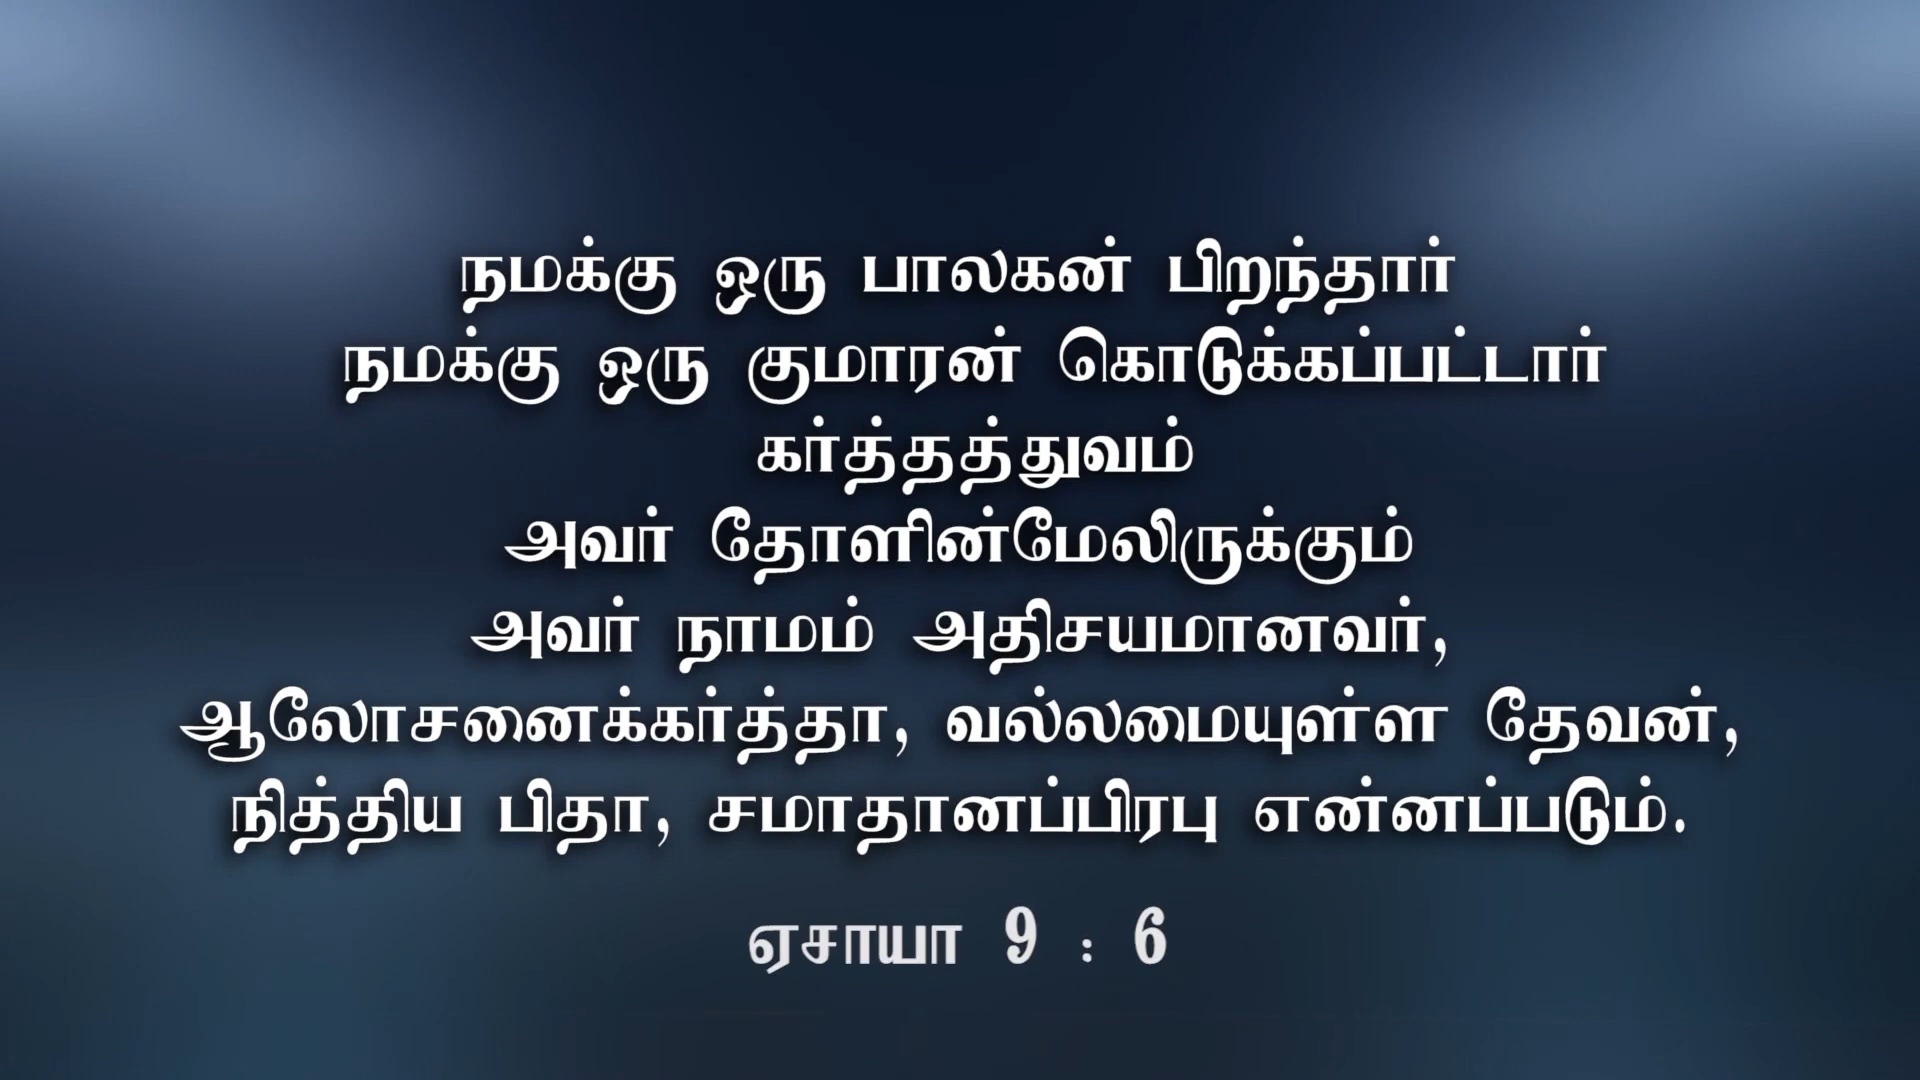 நமக்கு ஒரு பாலகன் பிறந்தார்
நமக்கு ஒரு குமாரன் கொடுக்கப்பட்டார்
கர்த்தத்துவம்
அவர் தோளின்மேலிருக்கும்
அவர் நாமம் அதிசயமானவர்,
ஆலோசனைக்கர்த்தா, வல்லமையுள்ள தேவன்,
நித்திய பிதா, சமாதானப்பிரபு என்னப்படும்.
ஏசாயா 9 : 6